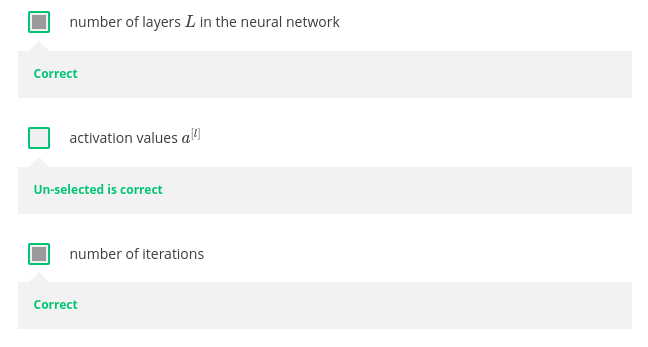 number of layers L in the neural network
Correct
activation values a^[l]
Un-selected is correct
number of iterations
Correct